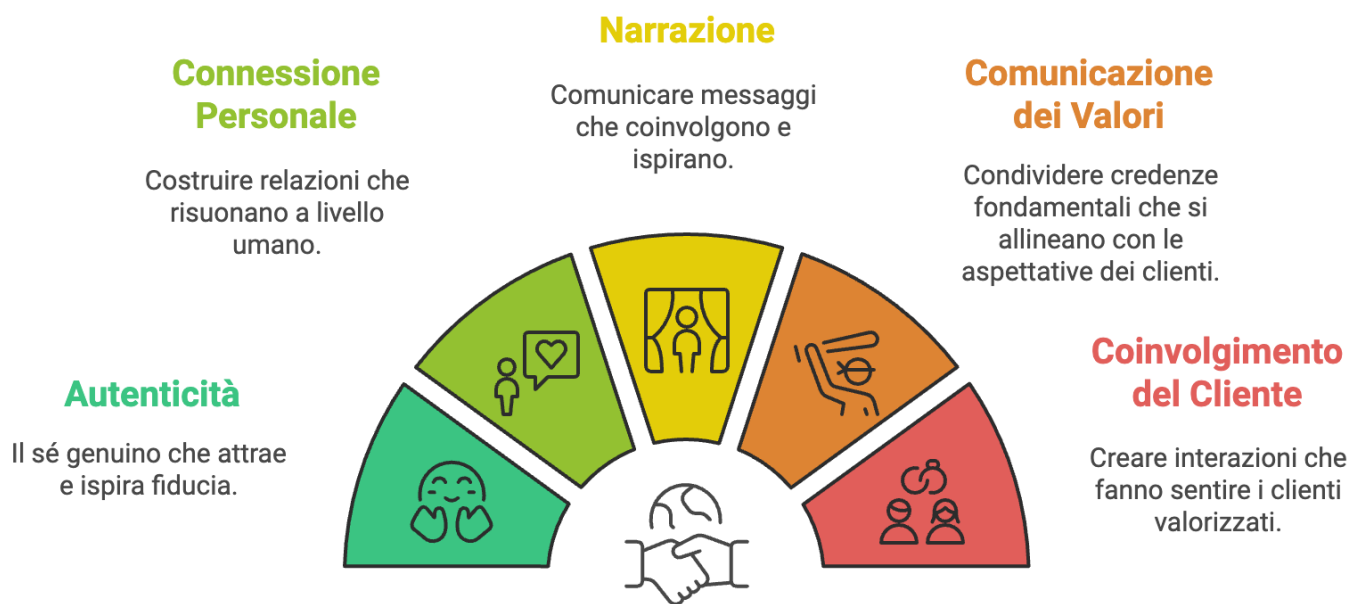 Autenticità
Il sé genuino che attrae
e ispira fiducia.
Connessione
Personale
Costruire relazioni che
risuonano a livello
umano.
Narrazione
Comunicare messaggi
che coinvolgono e
ispirano.
Comunicazione
dei Valori
Condividere credenze
fondamentali che si
allineano con le
aspettative dei clienti.
Coinvolgimento
del Cliente
Creare interazioni che
fanno sentire i clienti
valorizzati.